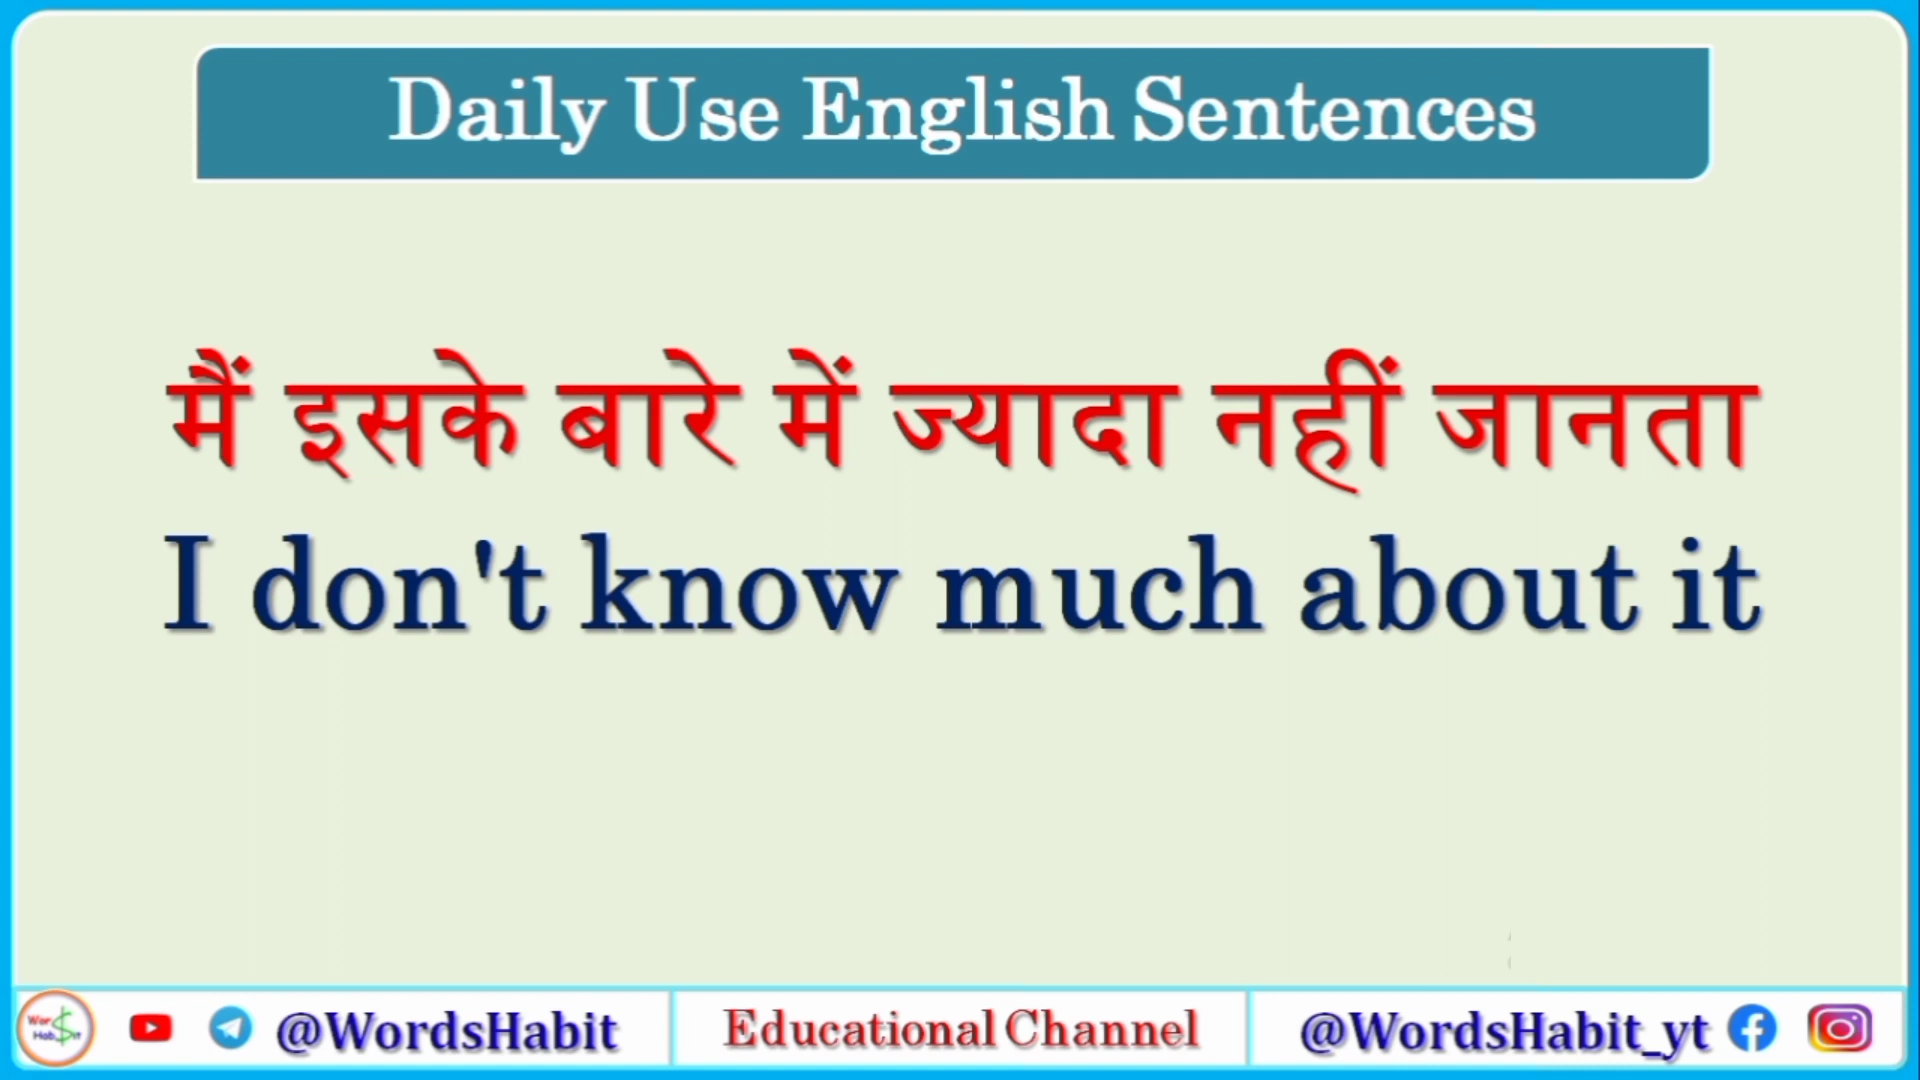 Daily Use English Sentences
मैं इसके बारे में ज्यादा नहीं जानता
I don't know much about it
@WordsHabit
Educational Channel
@WordsHabit_yt